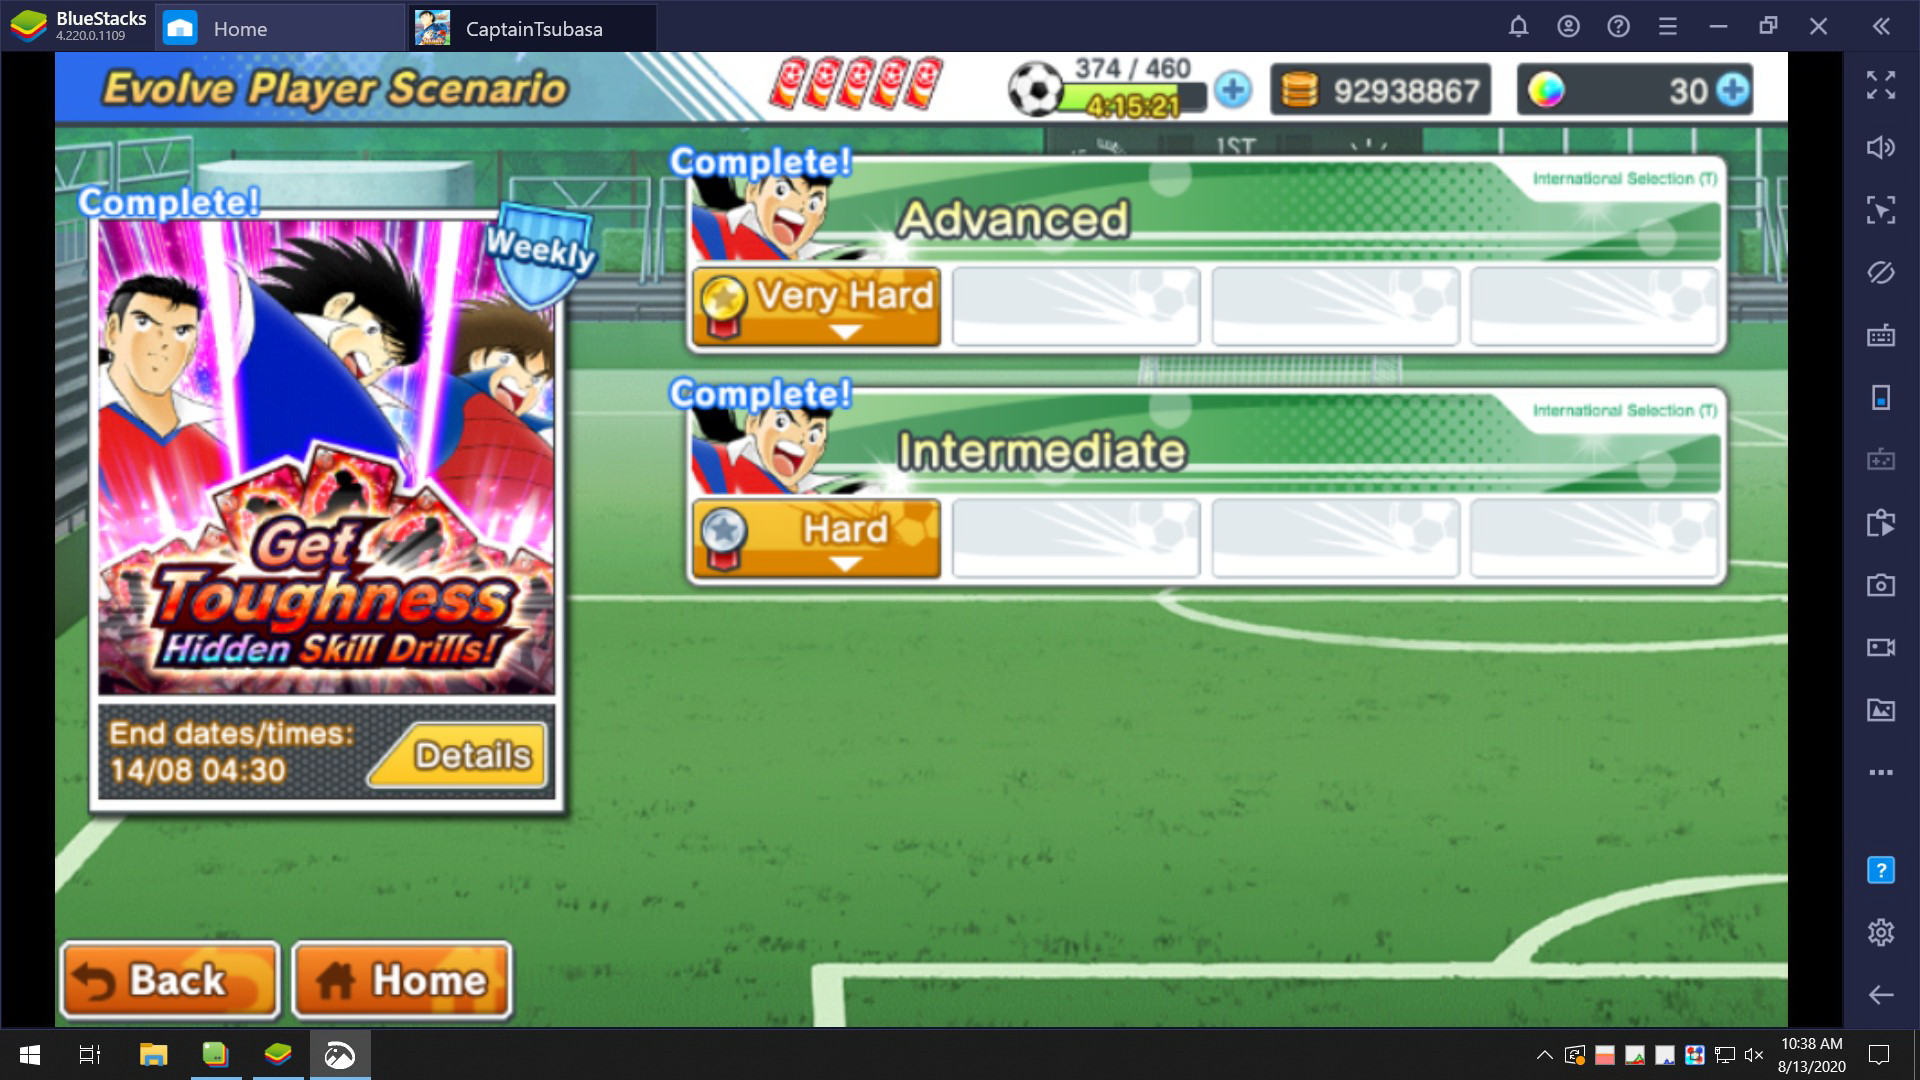 BlueStacks
4.220.0.1109
Home
CaptainTsubasa
Evolve Player Scenario
374 / 460
4:15:21
92938867
30
1ST
Complete!
Weekly
Get
Toughness
Hidden Skill Drills!
End dates/times:
14/08 04:30
Details
Complete!
International Selection (T)
Advanced
Very Hard
Complete!
International Selection (T)
Intermediate
Hard
Back
Home
10:38 AM
8/13/2020